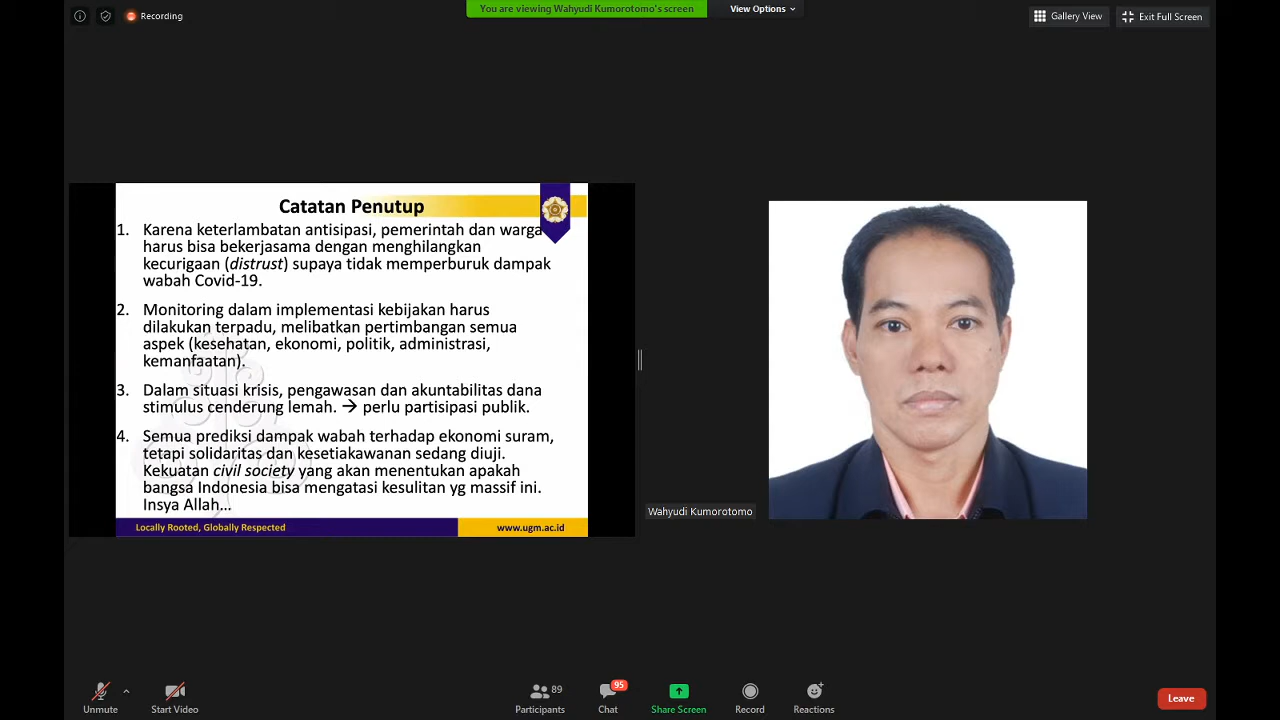 Recording
You are viewing Wahyudi Kumorotomo's screen
View Options
Gallery View
Exit Full Screen
Catatan Penutup
1. Karena keterlambatan antisipasi, pemerintah dan warga
harus bisa bekerjasama dengan menghilangkan
kecurigaan (distrust) supaya tidak memperburuk dampak
wabah Covid-19.
2. Monitoring dalam implementasi kebijakan harus
dilakukan terpadu, melibatkan pertimbangan semua
aspek (kesehatan, ekonomi, politik, administrasi,
kemanfaatan).
3. Dalam situasi krisis, pengawasan dan akuntabilitas dana
stimulus cenderung lemah. → perlu partisipasi publik.
4. Semua prediksi dampak wabah terhadap ekonomi suram,
tetapi solidaritas dan kesetiakawanan sedang diuji.
Kekuatan civil society yang akan menentukan apakah
bangsa Indonesia bisa mengatasi kesulitan yg massif ini.
Insya Allah...
Locally Rooted, Globally Respected
www.ugm.ac.id
Wahyudi Kumorotomo
Unmute
Start Video
89
Participants
95
Chat
Share Screen
Record
Reactions
Leave